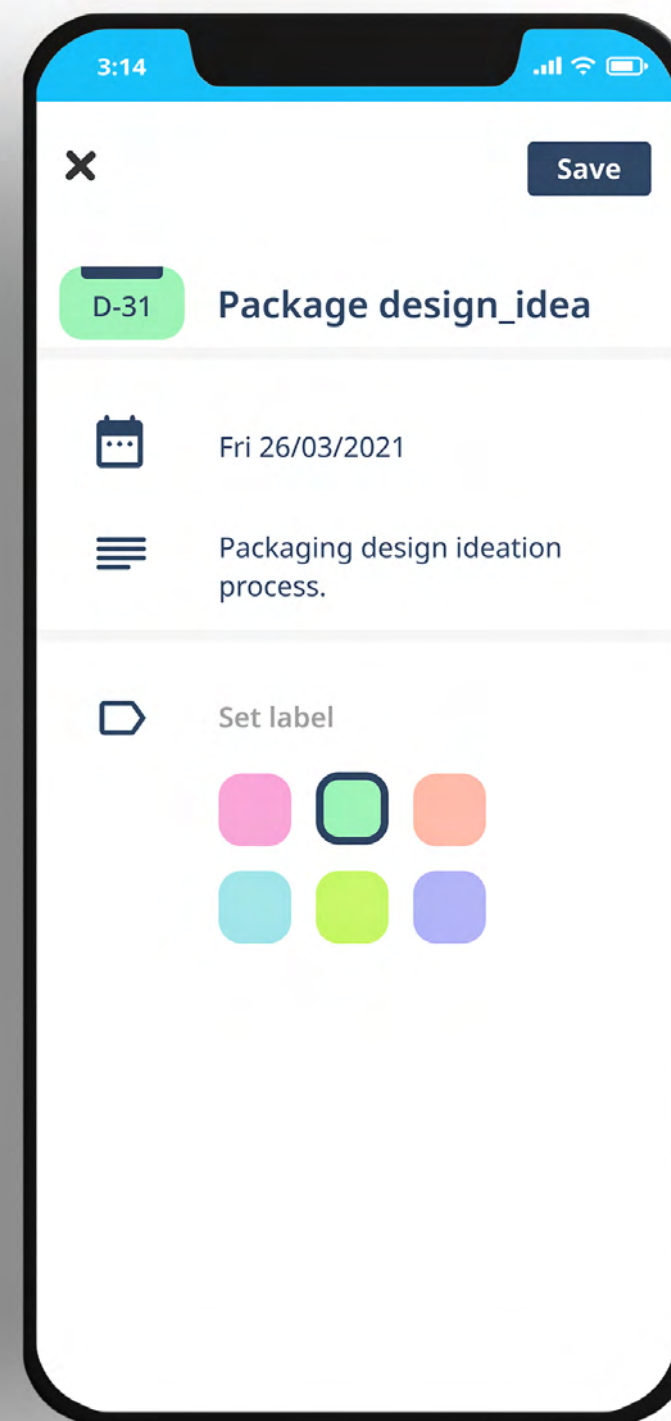 3:14
Save
D-31
Package design_idea
Fri 26/03/2021
Packaging design ideation
process.
Set label